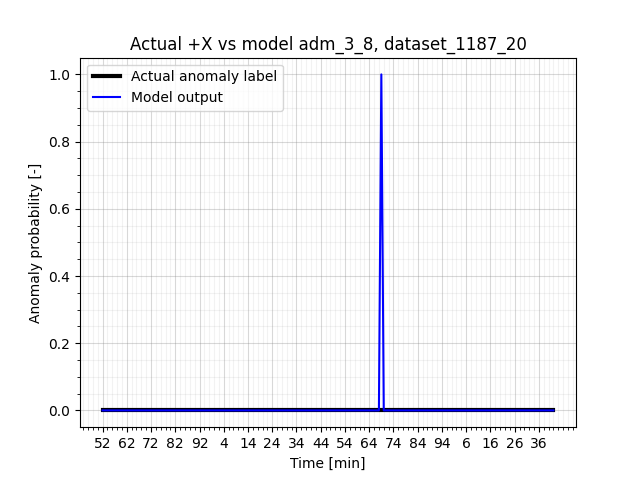 Actual +X vs model adm_3_8, dataset_1187_20
Actual anomaly label
Model output
Anomaly probability [-]
1.0
0.8
0.6
0.4
0.2
0.0
52 62 72 82 92 4 14 24 34 44 54 64 74 84 94 6 16 26 36
Time [min]